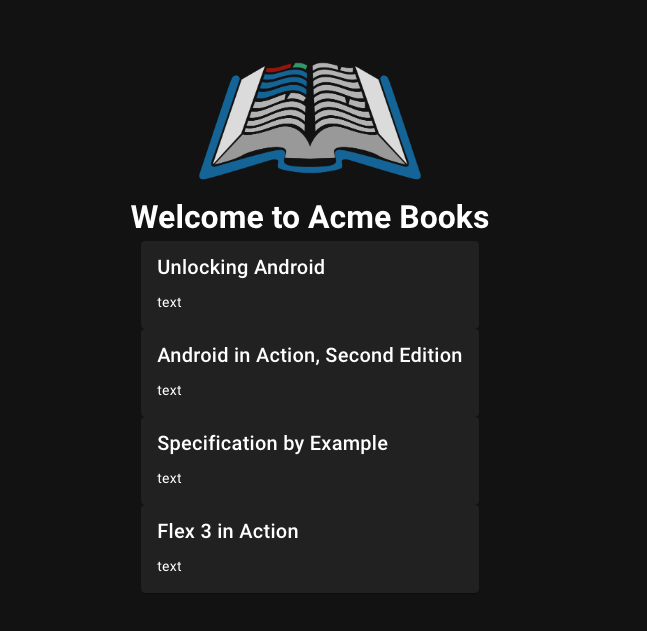 Welcome to Acme Books
Unlocking Android
text
Android in Action, Second Edition
text
Specification by Example
text
Flex 3 in Action
text